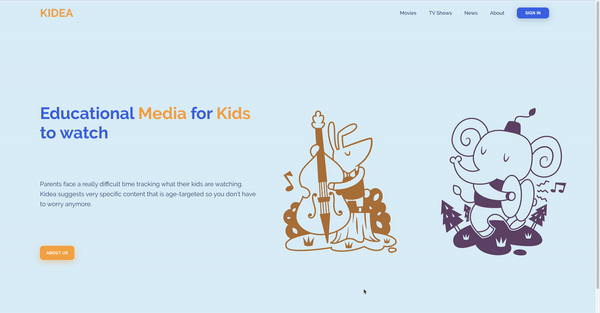 KIDEA
Movies TV Shows News About SIGN IN
Educational Media for Kids
to watch
Parents face a really difficult time tracking what their kids are watching.
Kidea suggests very specific content that is age-targeted so you don't have
to worry anymore.
ABOUT US